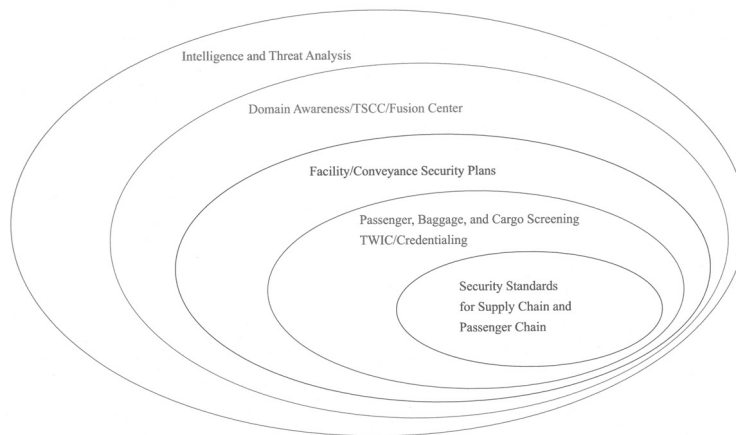 Intelligence and Threat Analysis
Domain Awareness/TSCC/Fusion Center
Facility/Conveyance Security Plans
Passenger, Baggage, and Cargo Screening
TWIC/Credentialing
Security Standards
for Supply Chain and
Passenger Chain